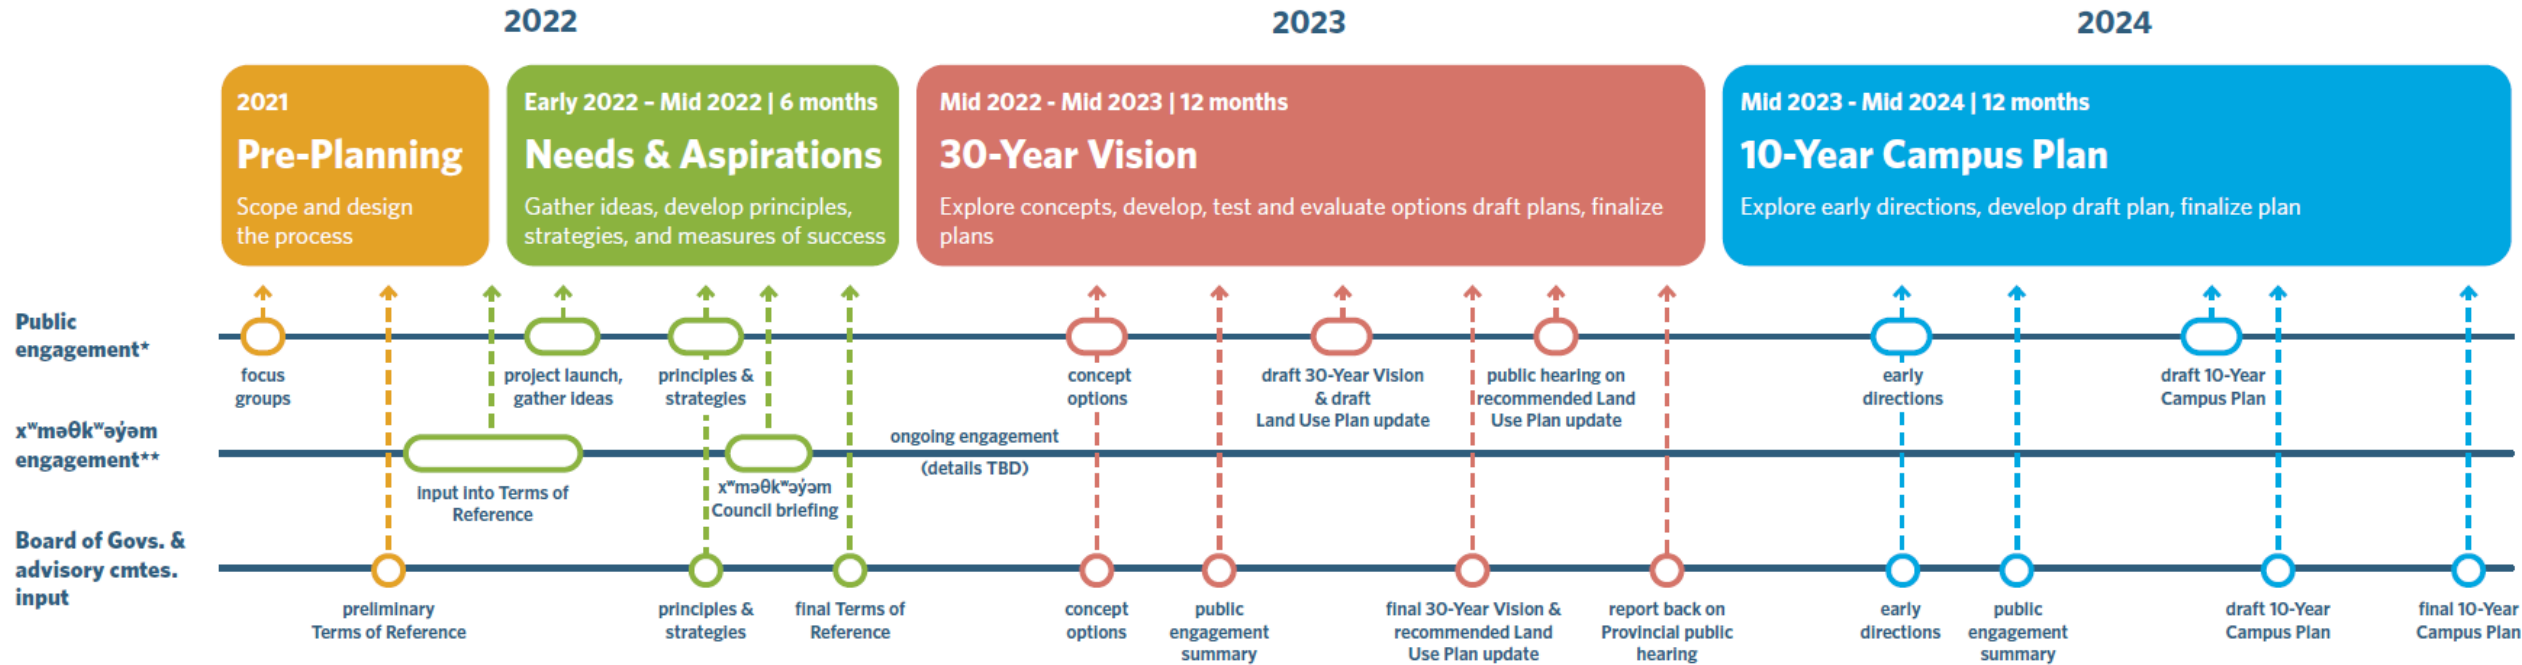 2022
2023
2024
2021
Pre-Planning
Scope and design
the process
Early 2022 – Mid 2022 | 6 months
Needs & Aspirations
Gather ideas, develop principles,
strategies, and measures of success
Mid 2022 - Mid 2023 | 12 months
30-Year Vision
Explore concepts, develop, test and evaluate options draft plans, finalize
plans
Mid 2023 - Mid 2024 | 12 months
10-Year Campus Plan
Explore early directions, develop draft plan, finalize plan
Public
engagement*
focus
groups
project launch,
gather ideas
principles &
strategies
concept
options
draft 30-Year Vision
& draft
Land Use Plan update
public hearing on
recommended Land
Use Plan update
early
directions
draft 10-Year
Campus Plan
xʷməθkʷəy̓əm
engagement**
input into Terms of
Reference
xʷməθkʷəy̓əm
Council briefing
ongoing engagement
(details TBD)
Board of Govs. &
advisory cmtes.
input
preliminary
Terms of Reference
principles &
strategies
final Terms of
Reference
concept
options
public
engagement
summary
final 30-Year Vision &
recommended Land
Use Plan update
report back on
Provincial public
hearing
early
directions
public
engagement
summary
draft 10-Year
Campus Plan
final 10-Year
Campus Plan